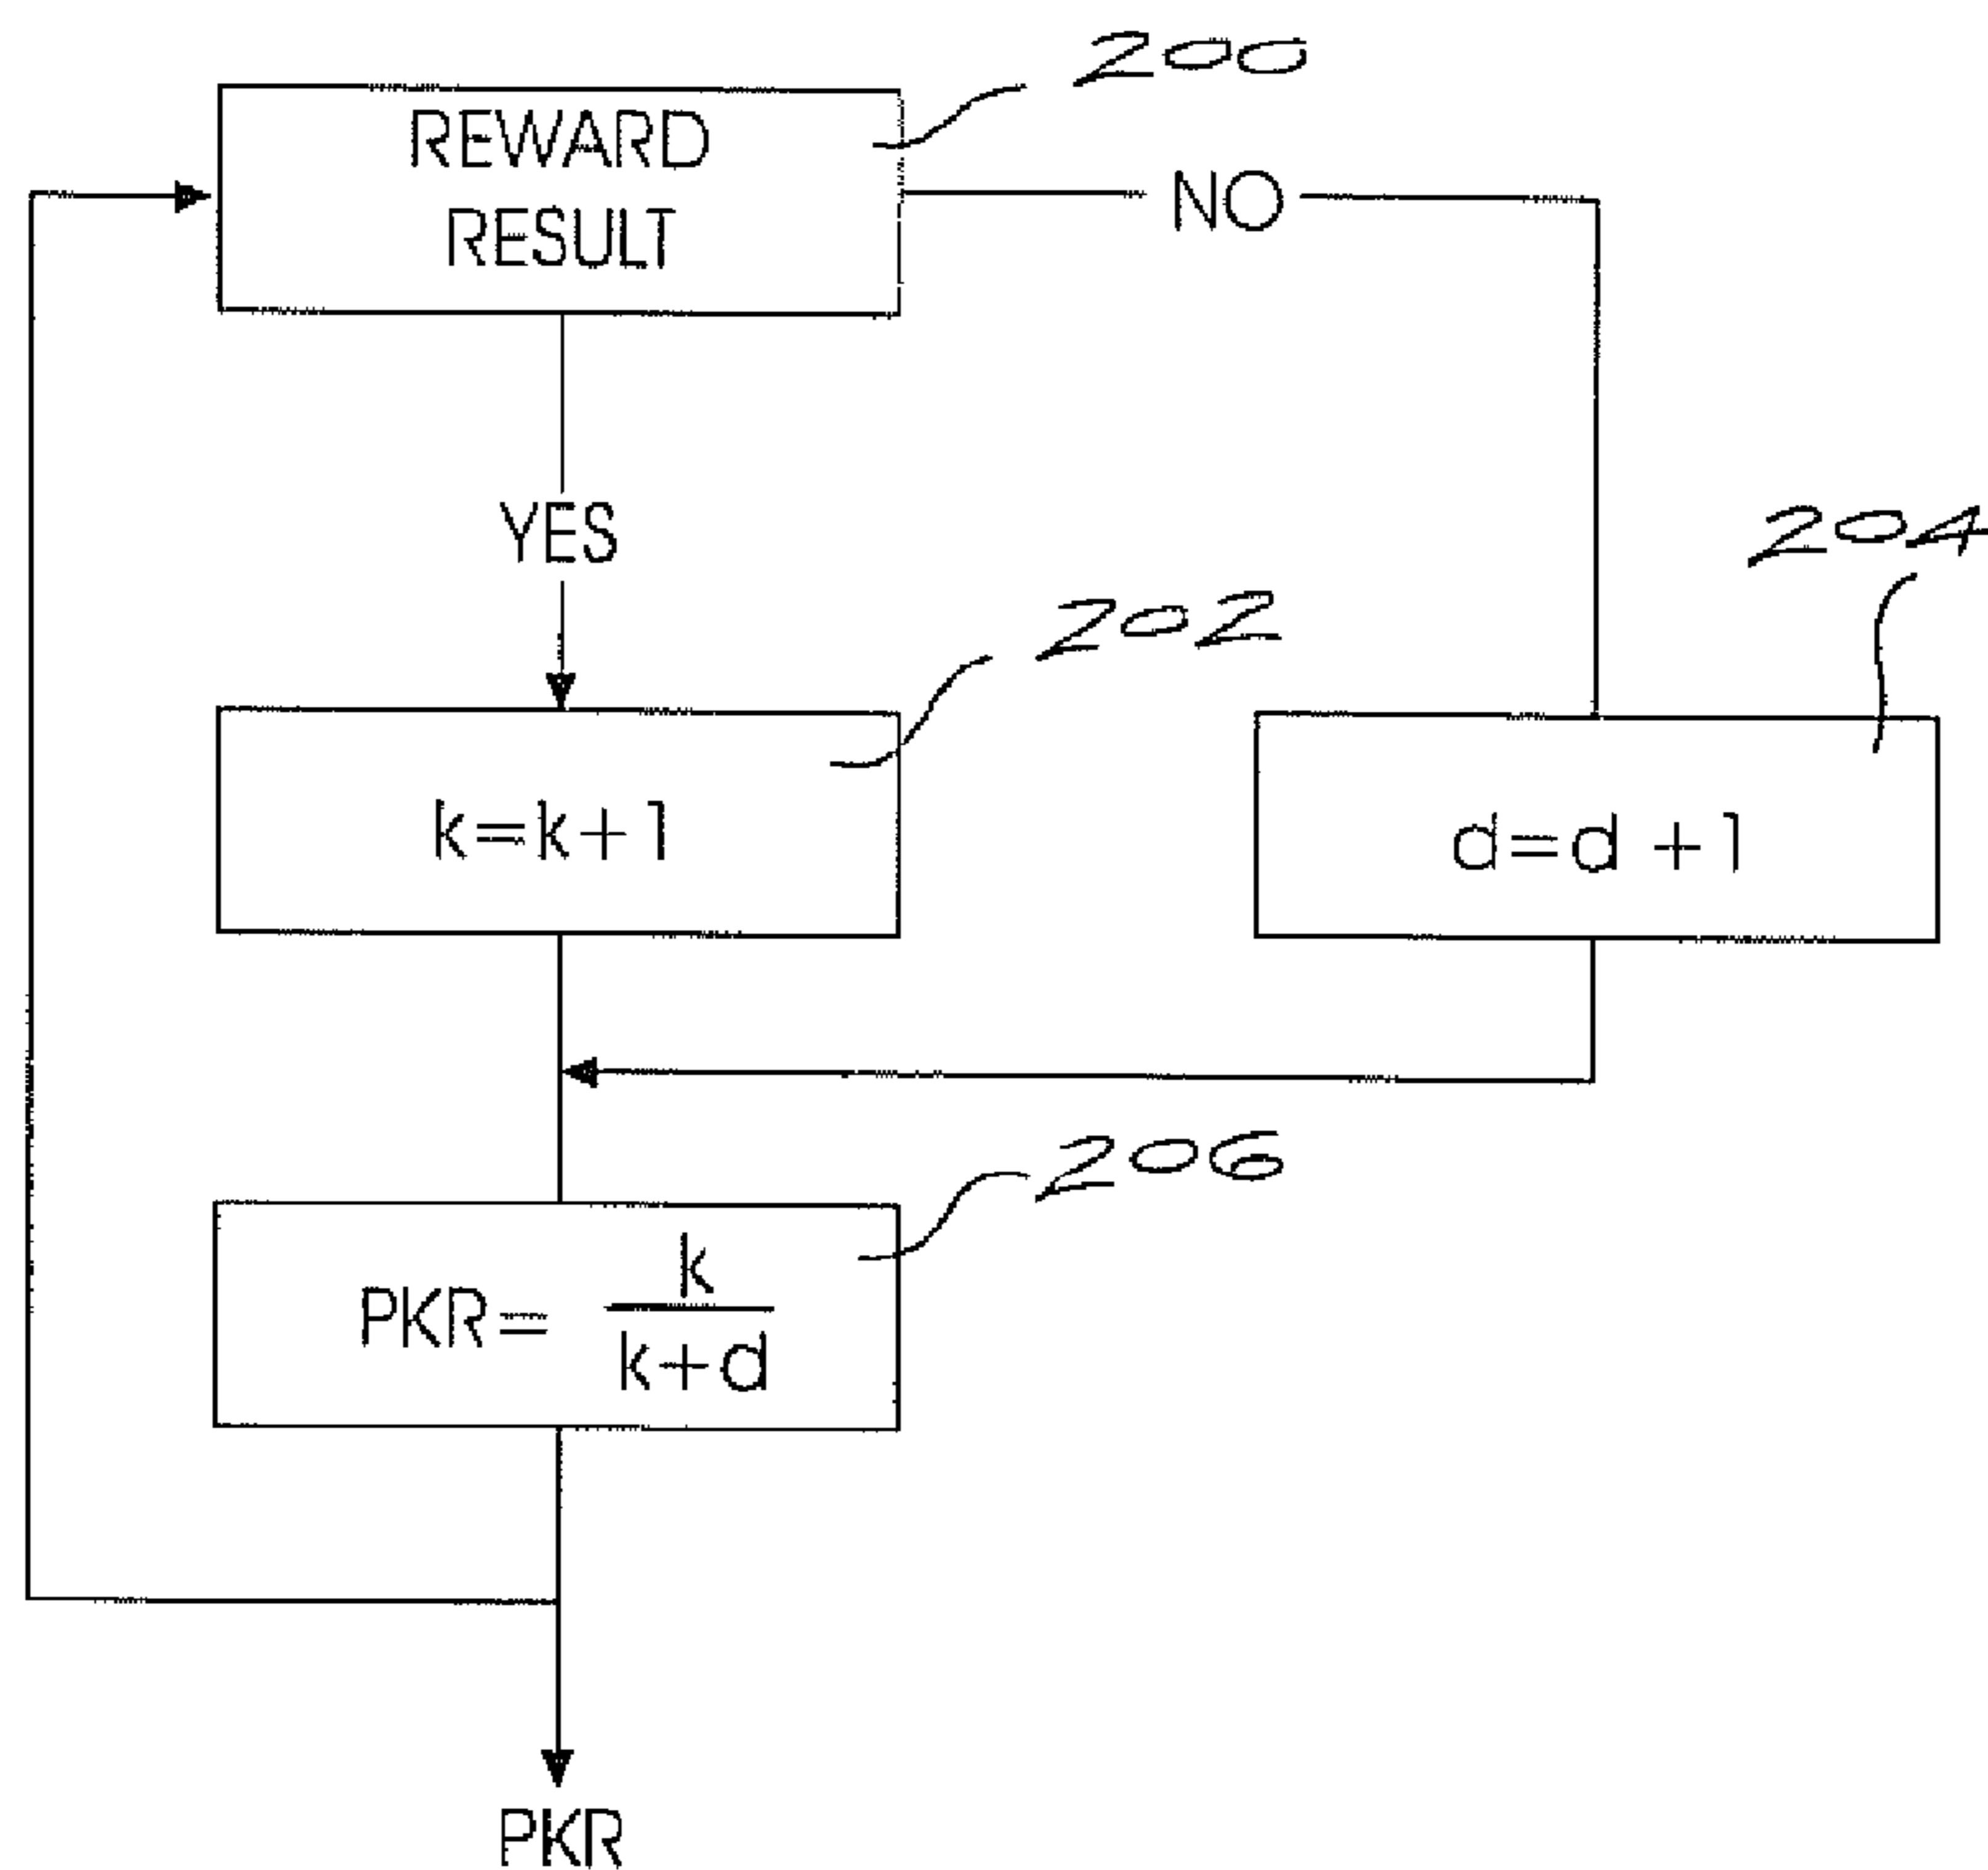 200
REWARD
RESULT
NO
YES
204
202
k=k+1
d=d +1
206
PKR= k
k+d
PKR